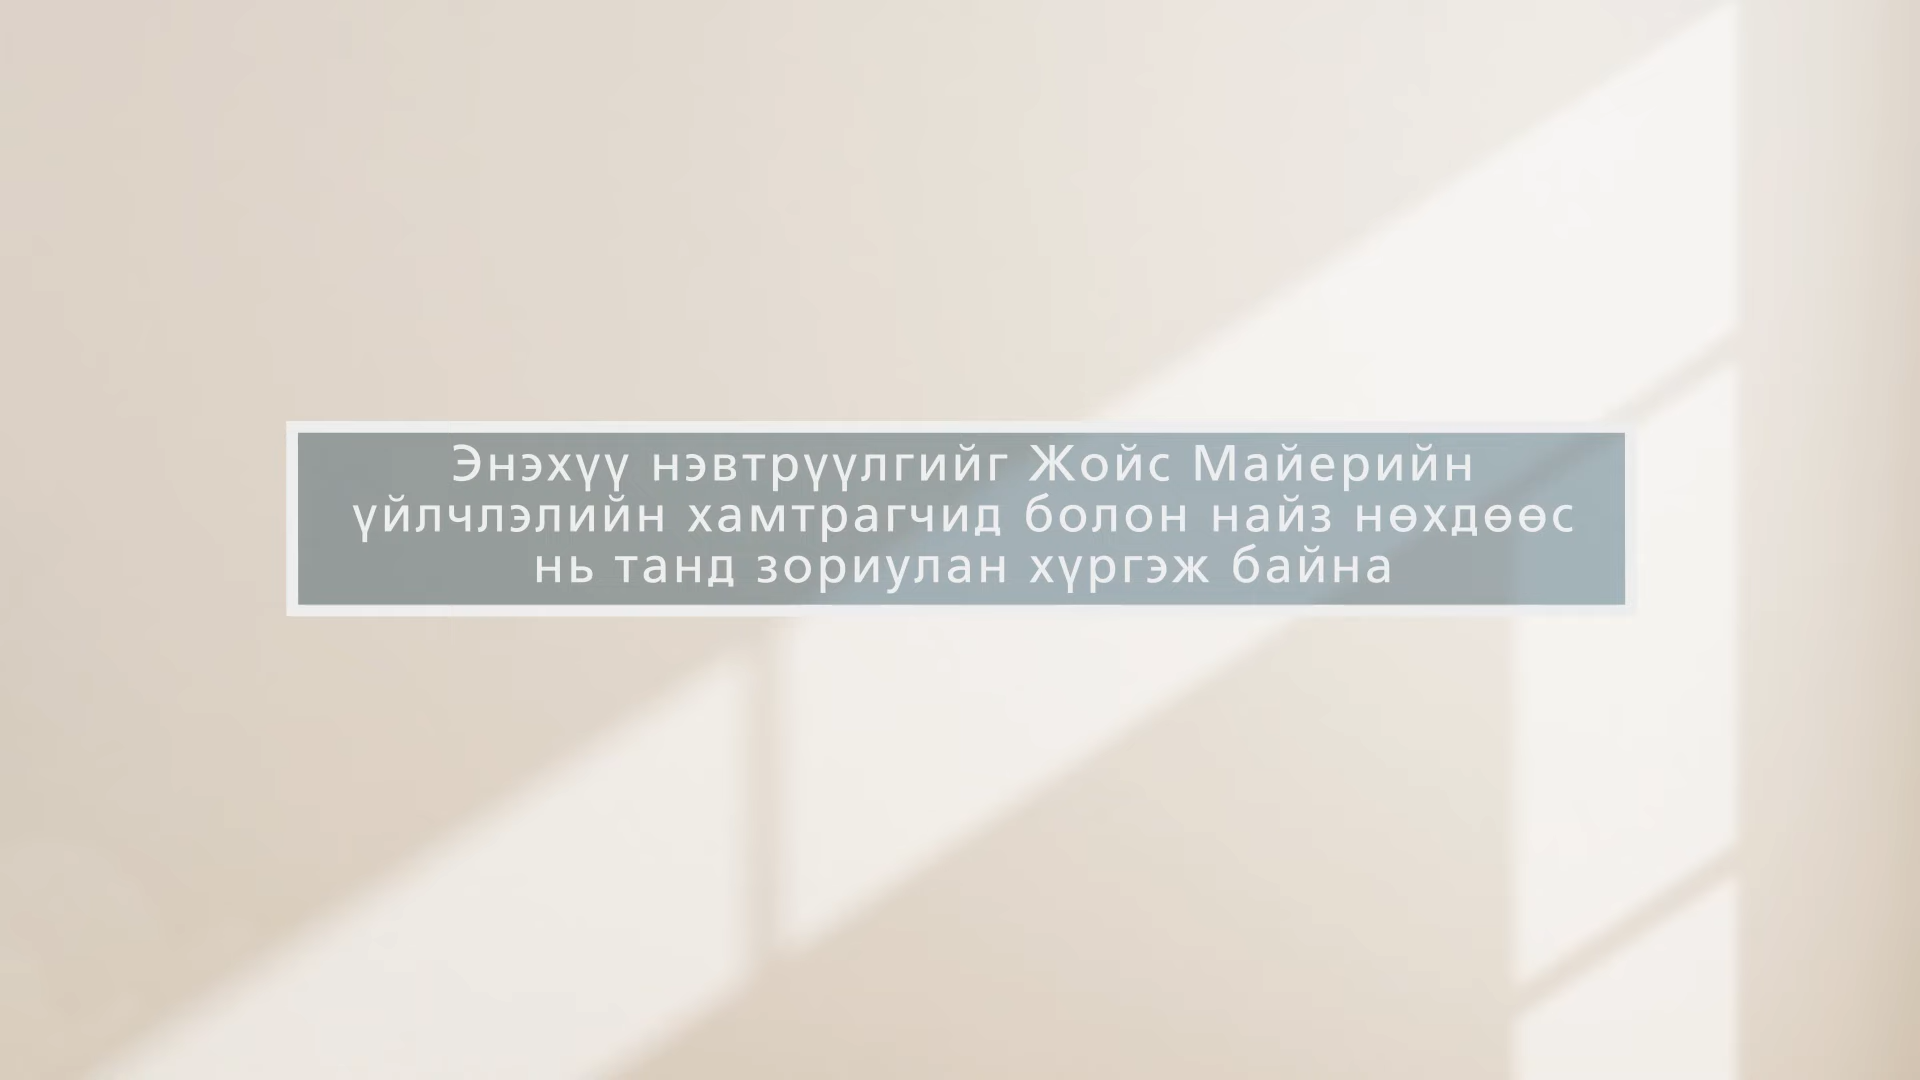 Энэхүү нэвтрүүлгийг Жойс Майерийн
үйлчлэлийн хамтрагчид болон найз нөхдөөс
нь танд зориулан хүргэж байна